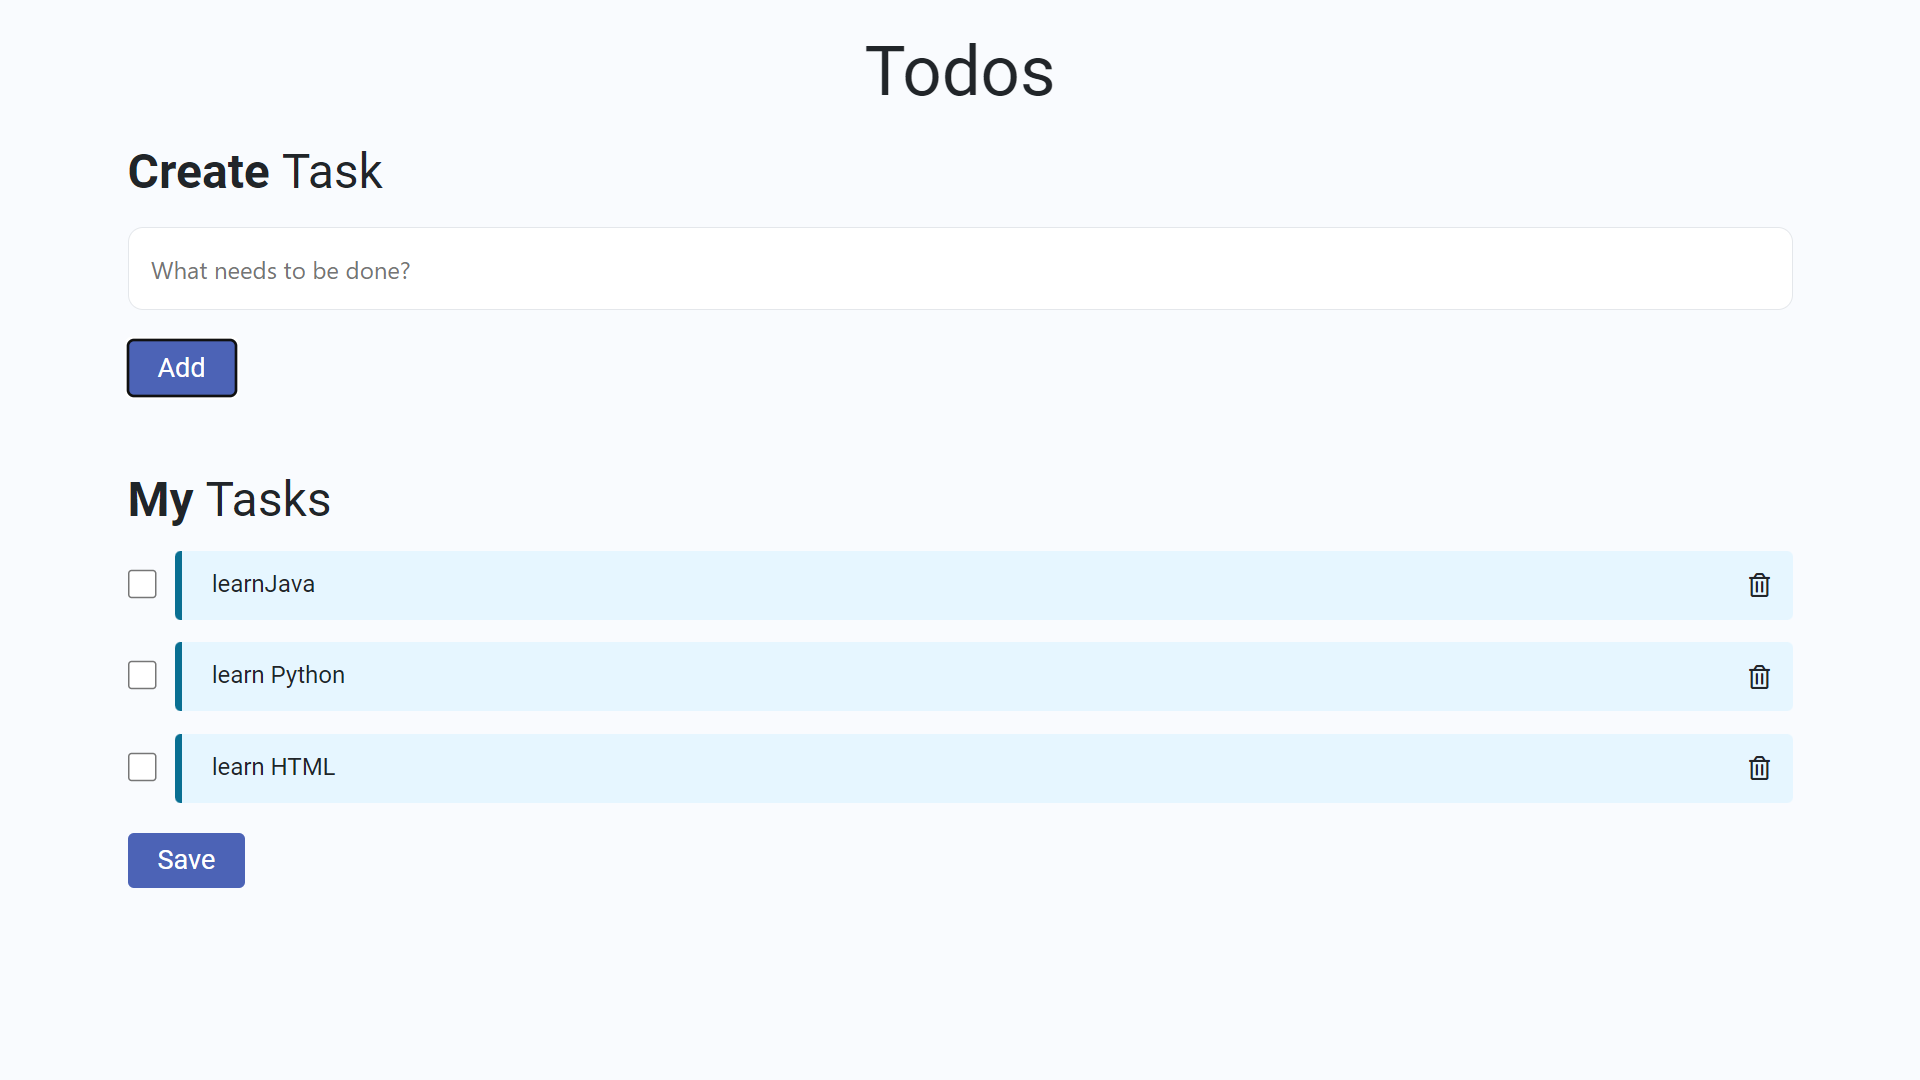 Todos
Create Task
What needs to be done?
Add
My Tasks
learnJava
learn Python
learn HTML
Save